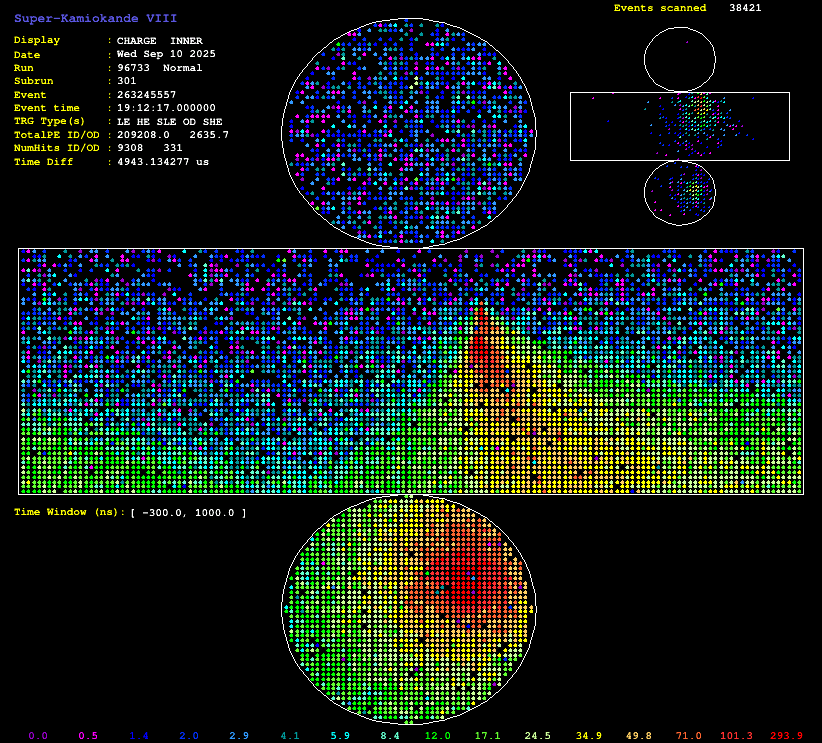 Super-Kamiokande VIII
Events scanned 38421
Display : CHARGE INNER
Date : Wed Sep 10 2025
Run : 96733 Normal
Subrun : 301
Event : 263245557
Event time : 19:12:17.000000
TRG Type(s) : LE HE SLE OD SHE
TotalPE ID/OD : 209208.0 2635.7
NumHits ID/OD : 9308 331
Time Diff : 4943.134277 us
Time Window (ns): [ -300.0, 1000.0 ]
0.0 0.5 1.4 2.0 2.9 4.1 5.9 8.4 12.0 17.1 24.5 34.9 49.8 71.0 101.3 293.9